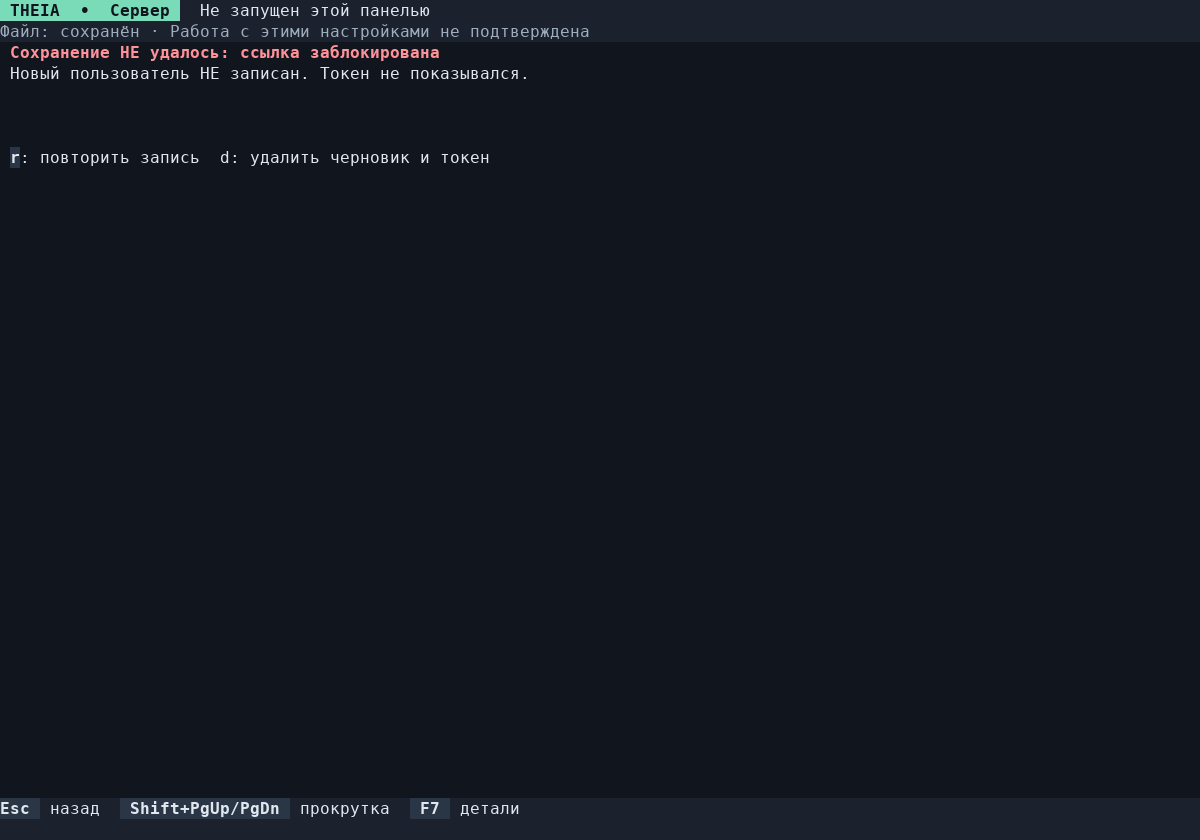 THEIA • Сервер Не запущен этой панелью
Файл: сохранён · Работа с этими настройками не подтверждена
Сохранение НЕ удалось: ссылка заблокирована
Новый пользователь НЕ записан. Токен не показывался.
r: повторить запись d: удалить черновик и токен
Esc назад Shift+PgUp/PgDn прокрутка F7 детали